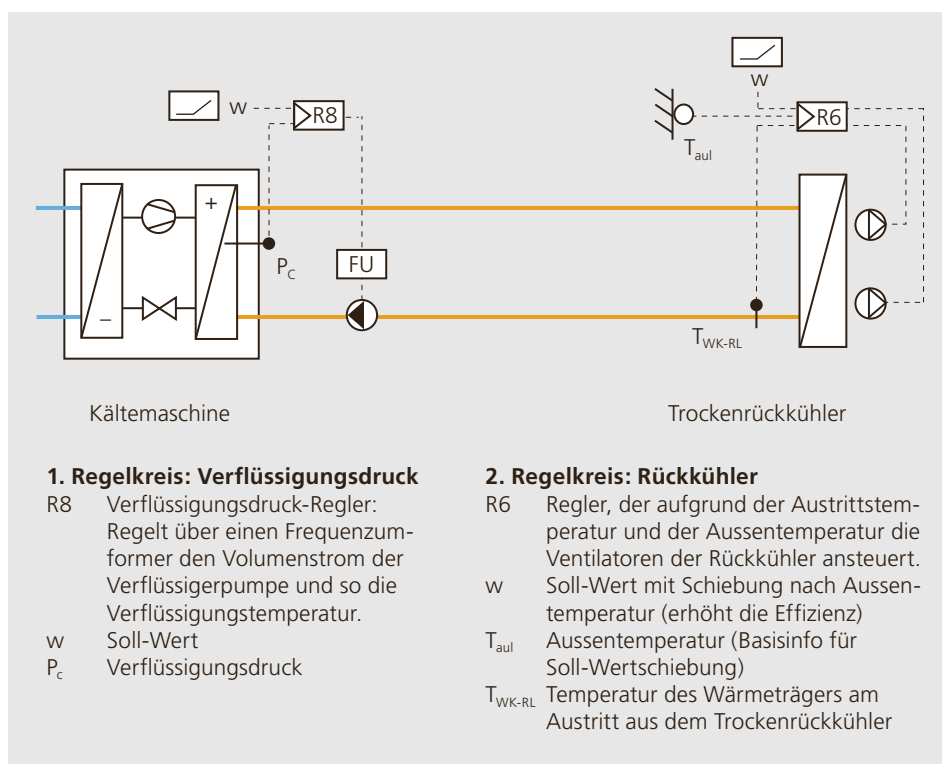 w
w
R8
R6
T_aul
+
P_C
FU
–
T_WK-RL
Kältemaschine
Trockenrückkühler
1. Regelkreis: Verflüssigungsdruck
R8 Verflüssigungsdruck-Regler:
Regelt über einen Frequenzum-
former den Volumenstrom der
Verflüssigerpumpe und so die
Verflüssigungstemperatur.
w Soll-Wert
P_c Verflüssigungsdruck
2. Regelkreis: Rückkühler
R6 Regler, der aufgrund der Austrittstem-
peratur und der Aussentemperatur die
Ventilatoren der Rückkühler ansteuert.
w Soll-Wert mit Schiebung nach Aussen-
temperatur (erhöht die Effizienz)
T_aul Aussentemperatur (Basisinfo für
Soll-Wertschiebung)
T_WK-RL Temperatur des Wärmeträgers am
Austritt aus dem Trockenrückkühler